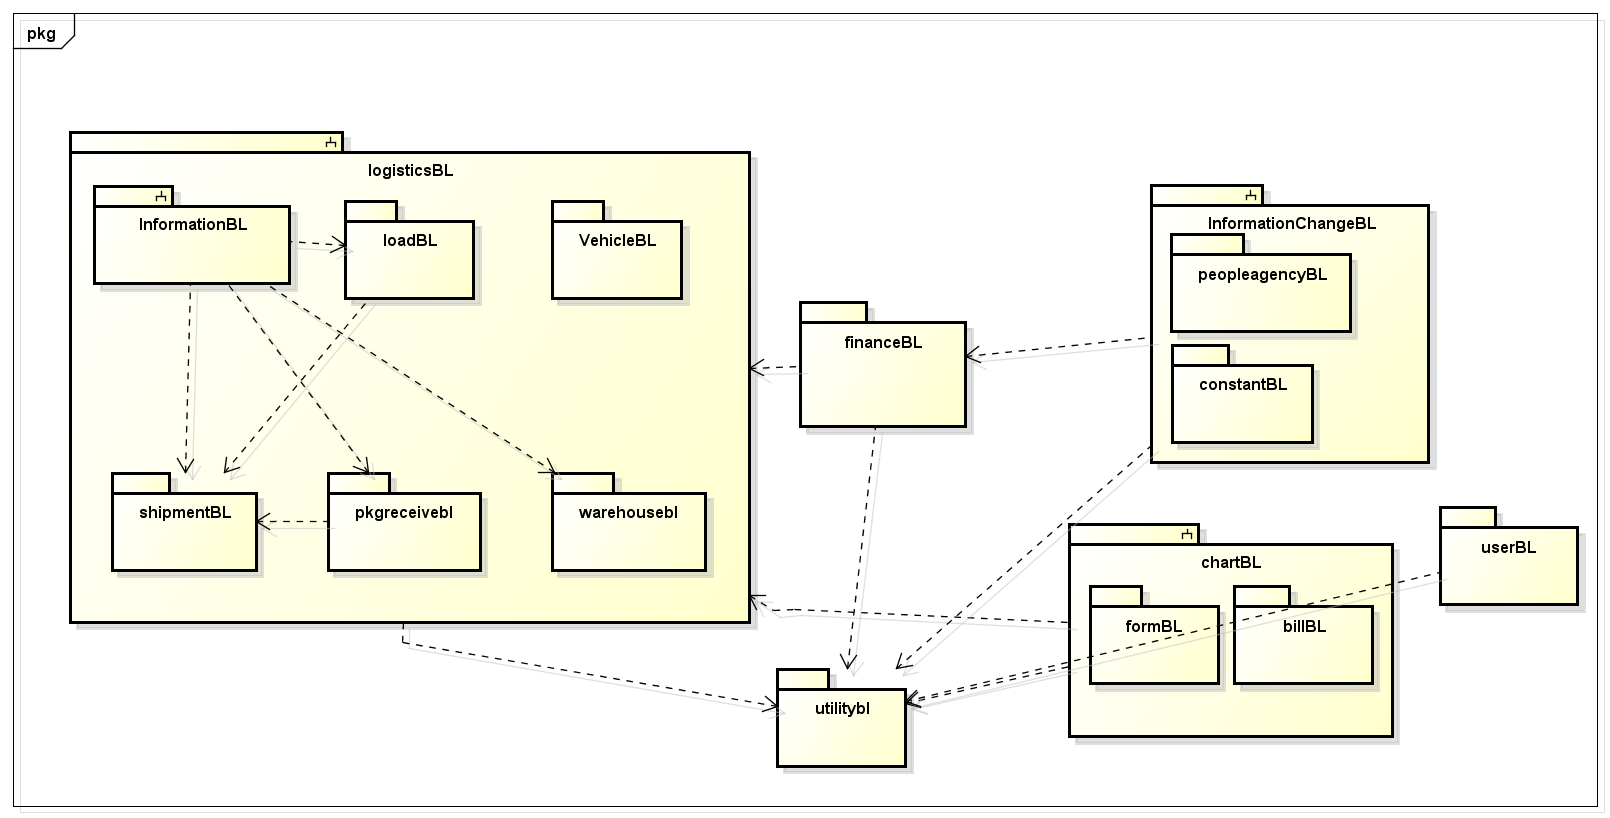 pkg
logisticsBL
InformationBL
loadBL
VehicleBL
shipmentBL
pkgreceivebl
warehousebl
financeBL
InformationChangeBL
peopleagencyBL
constantBL
chartBL
formBL
billBL
userBL
utilitybl